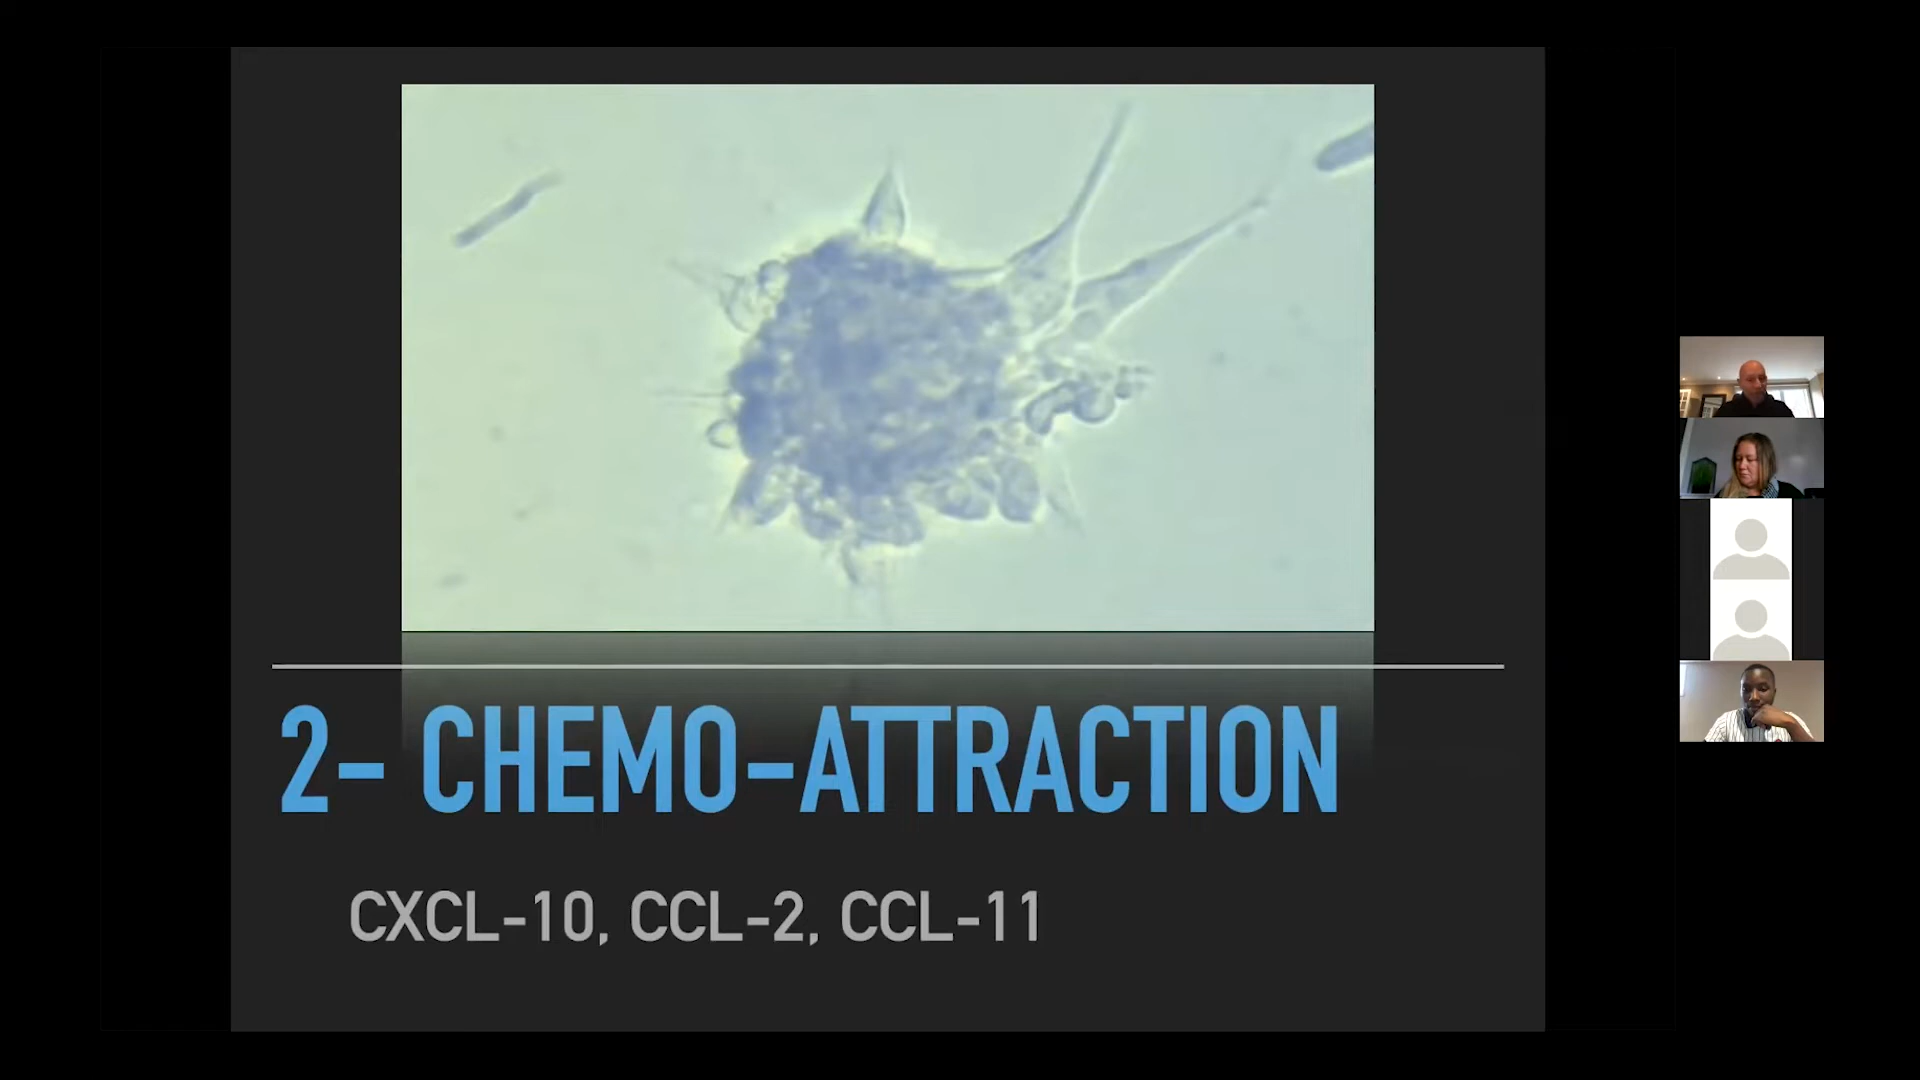 2- CHEMO-ATTRACTION
CXCL-10, CCL-2, CCL-11